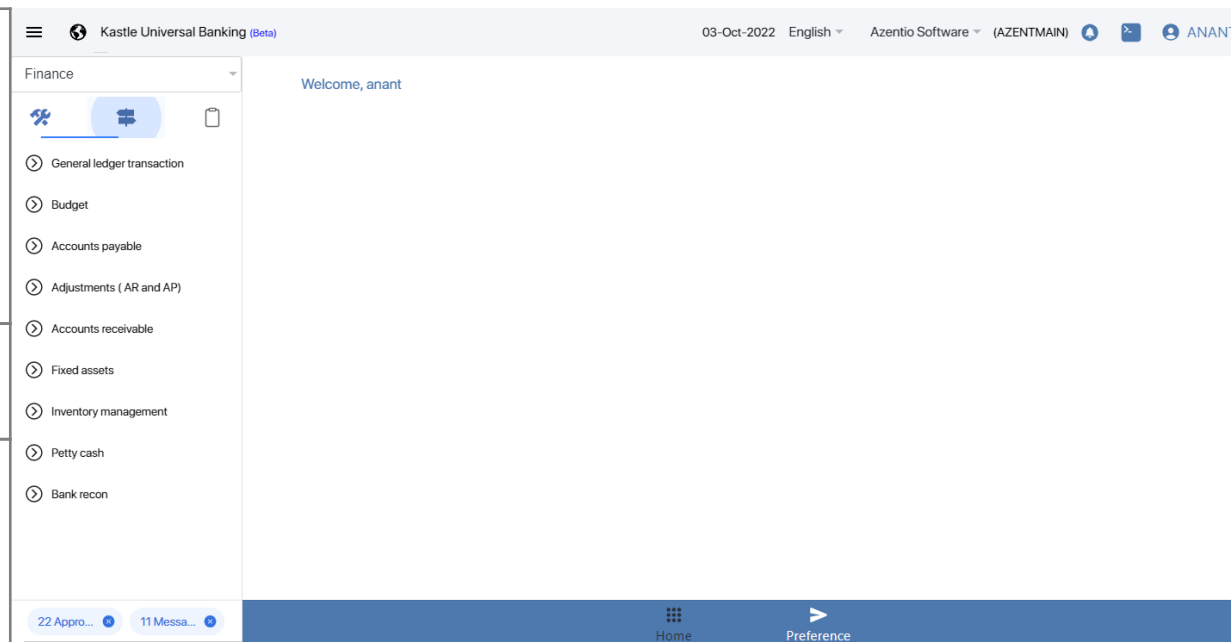 Kastle Universal Banking (Beta)
03-Oct-2022 English Azentio Software (AZENTMAIN) ANANT
Finance
Welcome, anant
General ledger transaction
Budget
Accounts payable
Adjustments ( AR and AP)
Accounts receivable
Fixed assets
Inventory management
Petty cash
Bank recon
22 Appro... 11 Messa...
Home Preference